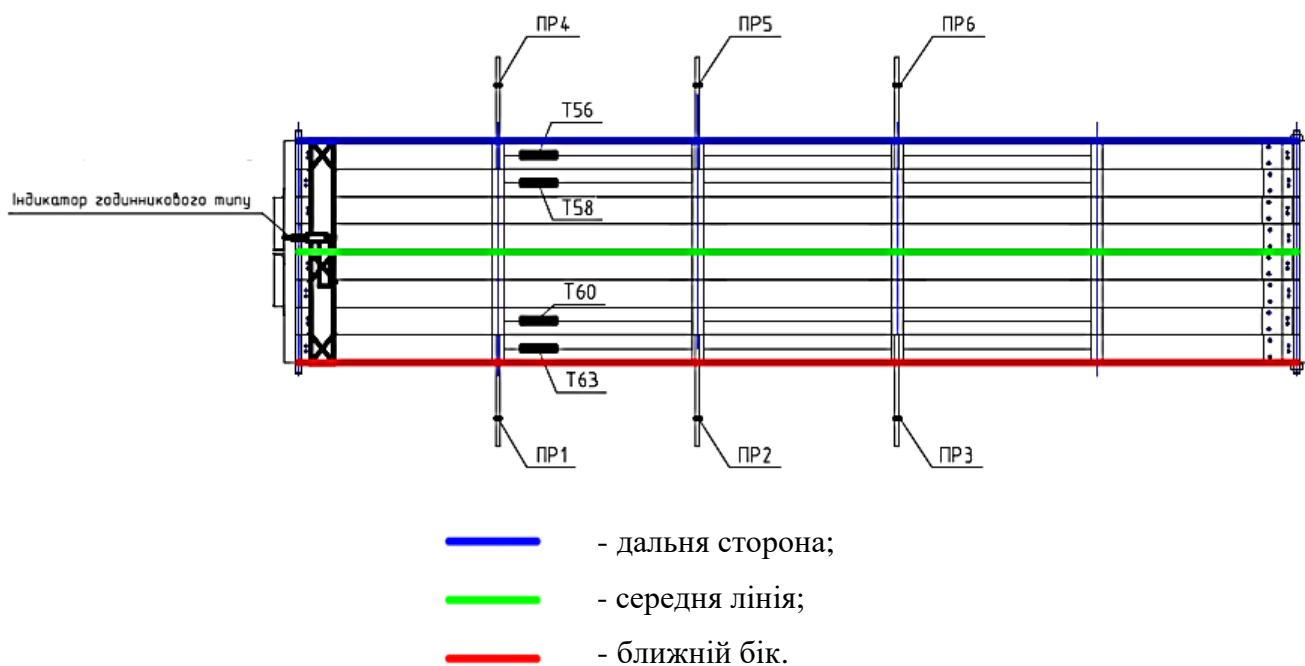 ПР4
ПР5
ПР6
Т56
Т58
Індикатор годинникового типу
Т60
Т63
ПР1
ПР2
ПР3
- дальня сторона;
- середня лінія;
- ближній бік.